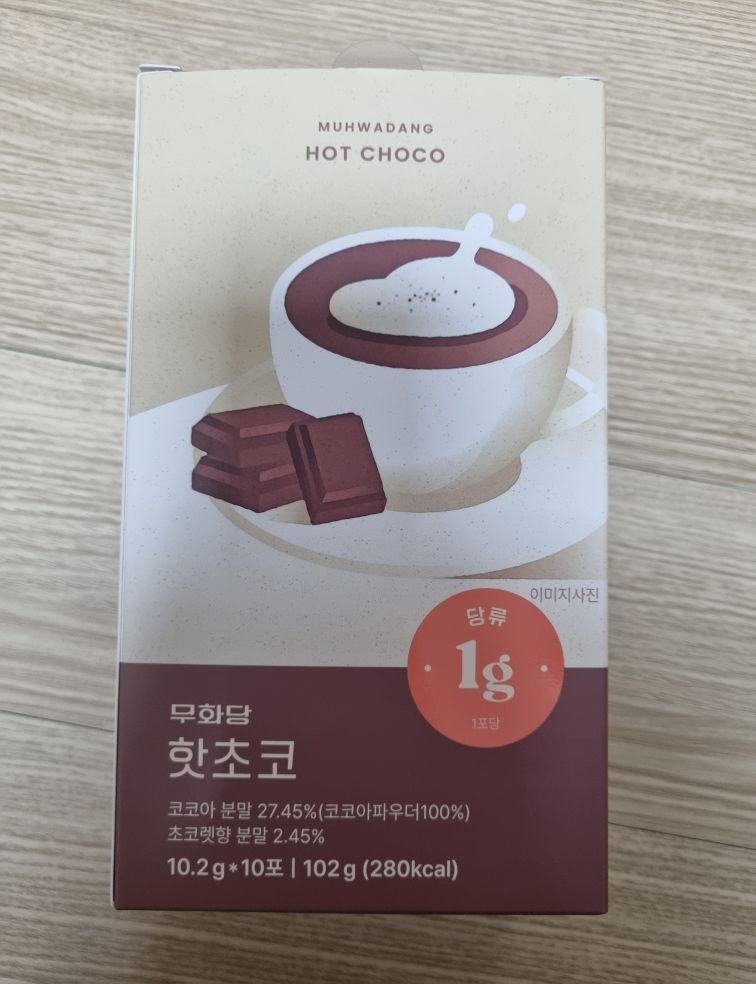 MUHWADANG
HOT CHOCO
이미지사진
당류
1g
1포당
무화당
핫초코
코코아 분말 27.45%(코코아파우더100%)
초코렛향 분말 2.45%
10.2g*10포 | 102g (280kcal)